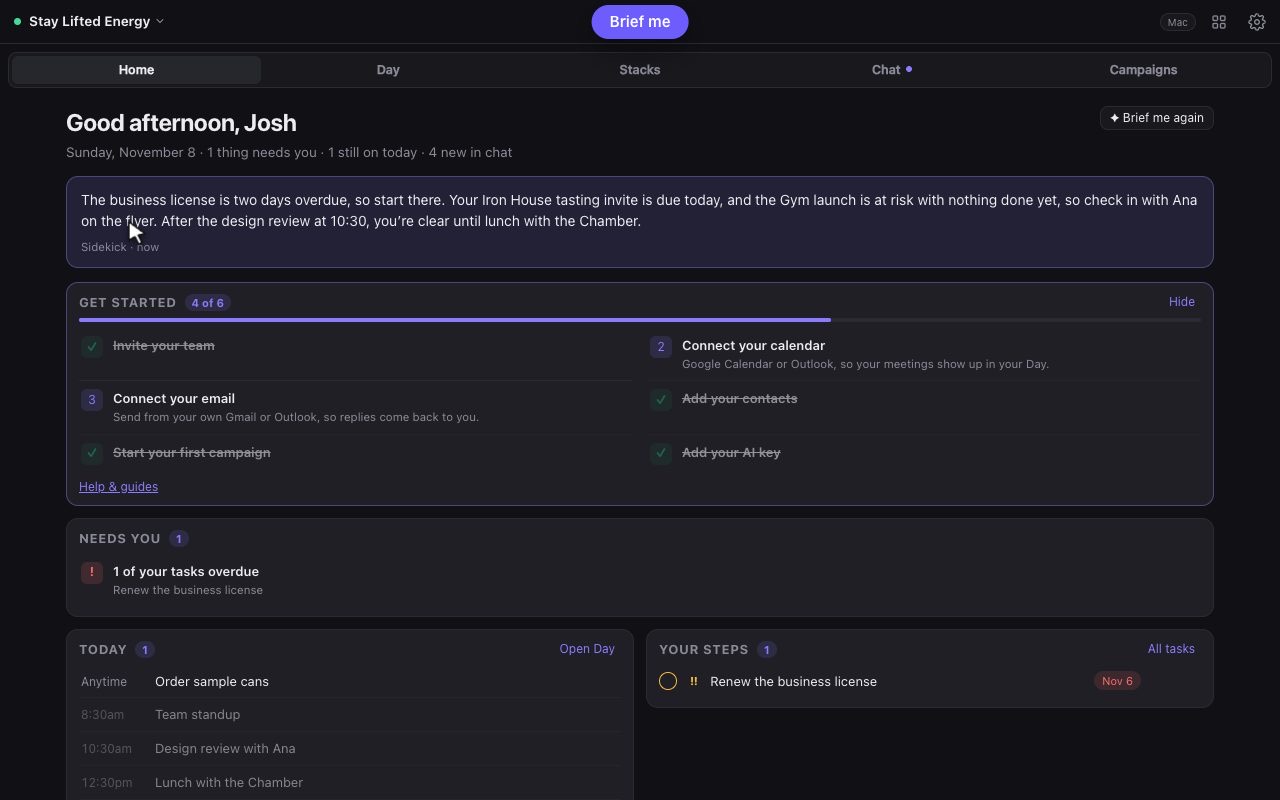 Stay Lifted Energy
Brief me
Mac
Home
Day
Stacks
Chat
Campaigns
Good afternoon, Josh
✦ Brief me again
Sunday, November 8 · 1 thing needs you · 1 still on today · 4 new in chat
The business license is two days overdue, so start there. Your Iron House tasting invite is due today, and the Gym launch is at risk with nothing done yet, so check in with Ana
on the flyer. After the design review at 10:30, you’re clear until lunch with the Chamber.
Sidekick · now
GET STARTED 4 of 6
Hide
Invite your team
2 Connect your calendar
Google Calendar or Outlook, so your meetings show up in your Day.
3 Connect your email
Send from your own Gmail or Outlook, so replies come back to you.
Add your contacts
Start your first campaign
Add your AI key
Help & guides
NEEDS YOU 1
! 1 of your tasks overdue
Renew the business license
TODAY 1
Open Day
Anytime Order sample cans
8:30am Team standup
10:30am Design review with Ana
12:30pm Lunch with the Chamber
YOUR STEPS 1
All tasks
!! Renew the business license Nov 6